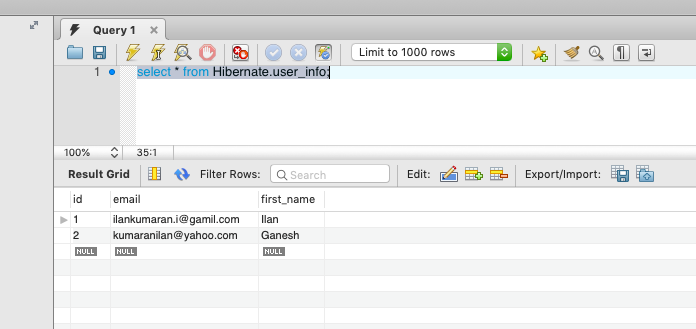 Query 1
Limit to 1000 rows
1 select * from Hibernate.user_info;
100% 35:1
Result Grid Filter Rows: Search Edit: Export/Import:
id email first_name
1 ilankumaran.i@gamil.com Ilan
2 kumaranilan@yahoo.com Ganesh
NULL NULL NULL